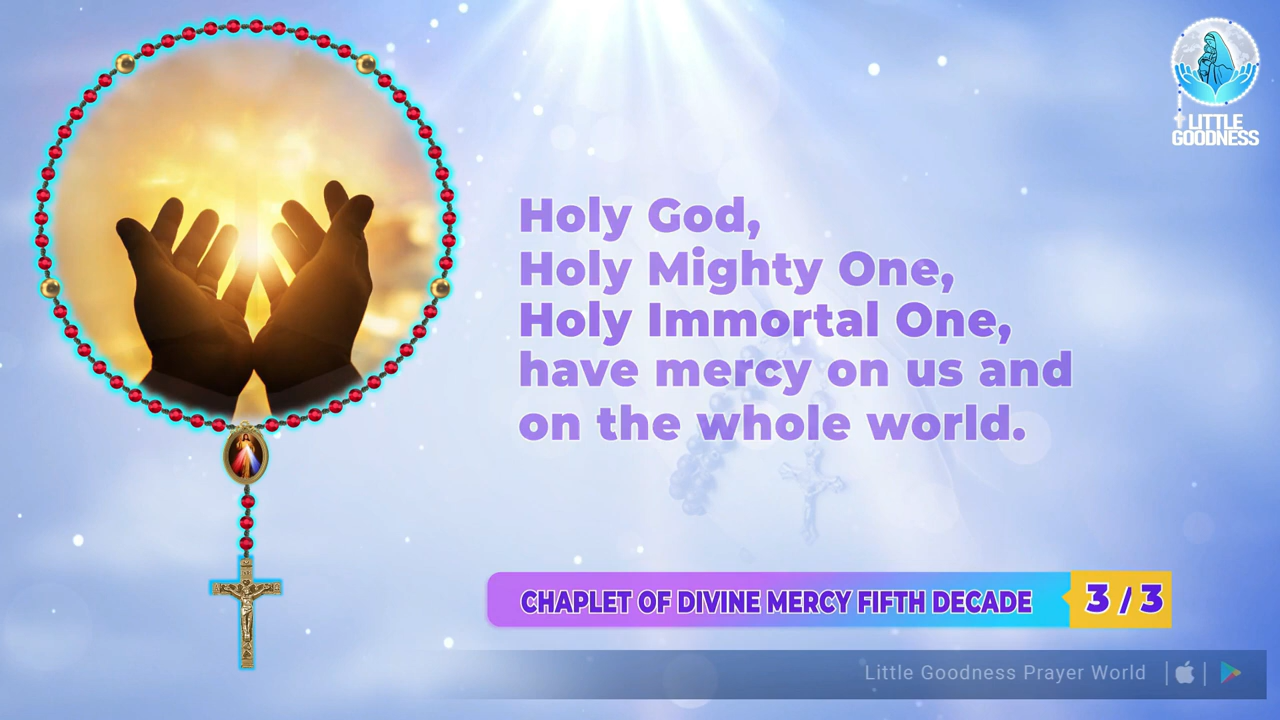 LITTLE
GOODNESS
Holy God,
Holy Mighty One,
Holy Immortal One,
have mercy on us and
on the whole world.
CHAPLET OF DIVINE MERCY FIFTH DECADE 3 / 3
Little Goodness Prayer World